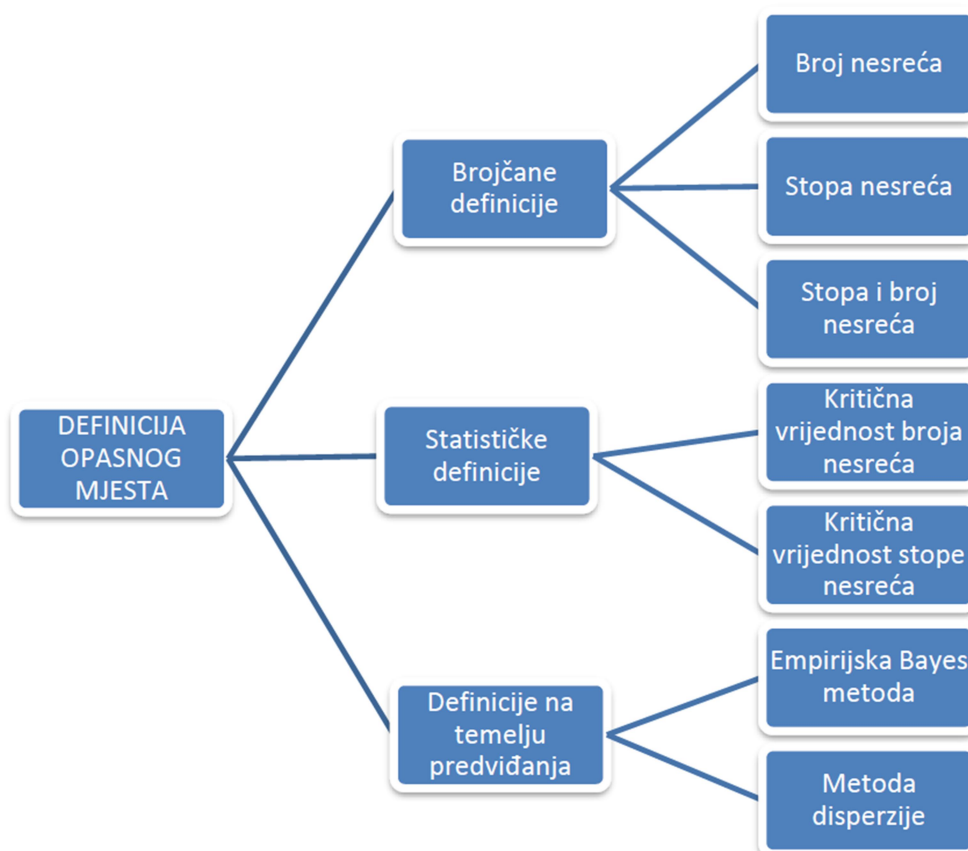 DEFINICIJA
OPASNOG
MJESTA
Brojčane
definicije
Broj nesreća
Stopa nesreća
Stopa i broj
nesreća
Statističke
definicije
Kritična
vrijednost broja
nesreća
Kritična
vrijednost stope
nesreća
Definicije na
temelju
predviđanja
Empirijska Bayes
metoda
Metoda
disperzije